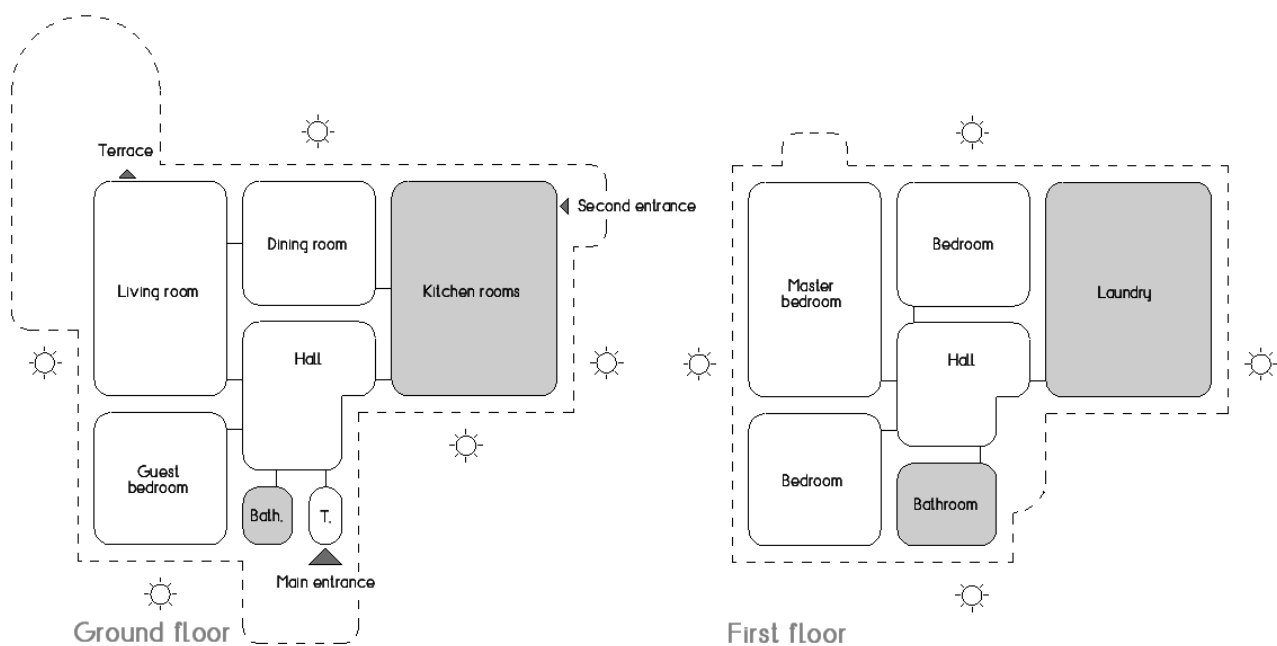 Terrace
Second entrance
Dining room
Living room
Kitchen rooms
Hall
Guest
bedroom
Bath.
T.
Main entrance
Ground floor
Bedroom
Master
bedroom
Laundry
Hall
Bedroom
Bathroom
First floor